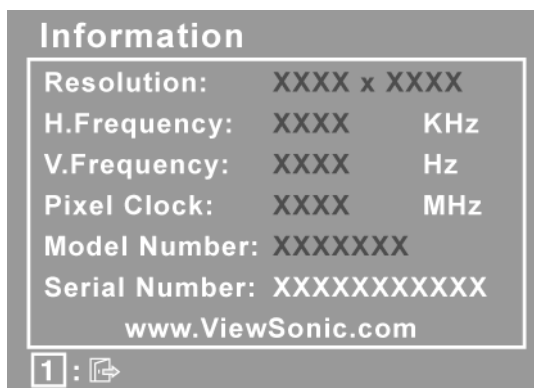 Information
Resolution: XXXX x XXXX
H.Frequency: XXXX KHz
V.Frequency: XXXX Hz
Pixel Clock: XXXX MHz
Model Number: XXXXXXX
Serial Number: XXXXXXXXXXX
www.ViewSonic.com
1 :